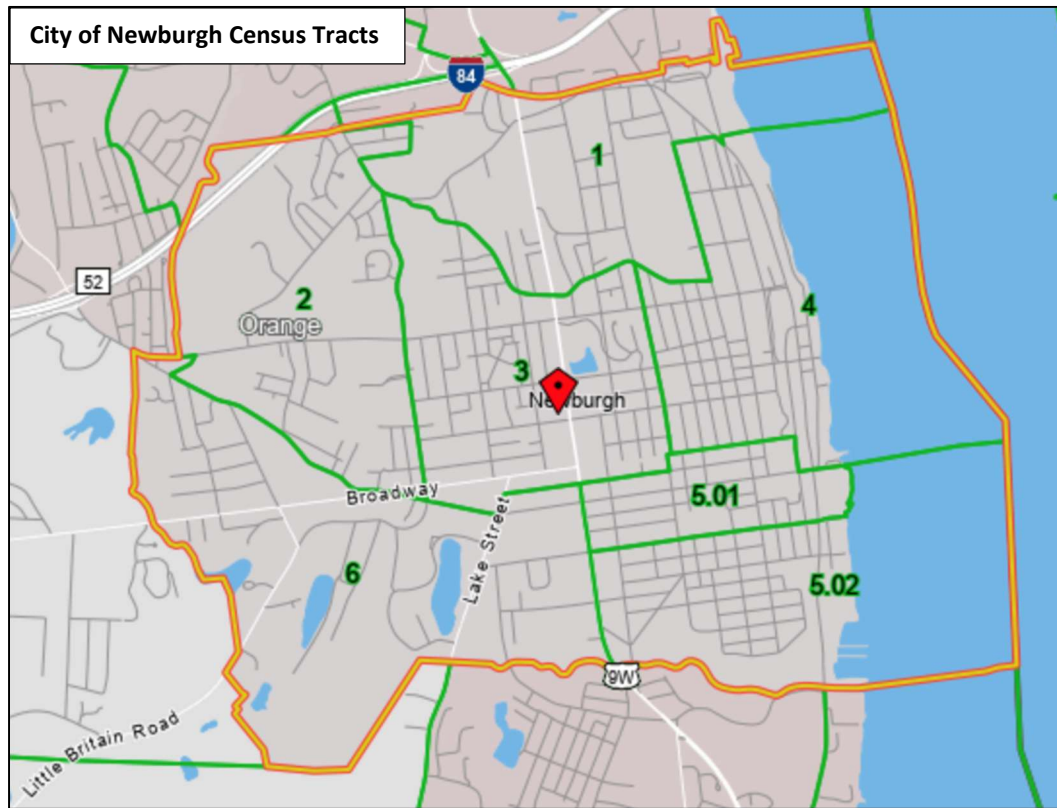 City of Newburgh Census Tracts
84
1
52
2
Orange
4
3
Newburgh
Broadway
5.01
Lake Street
6
5.02
9W
Little Britain Road